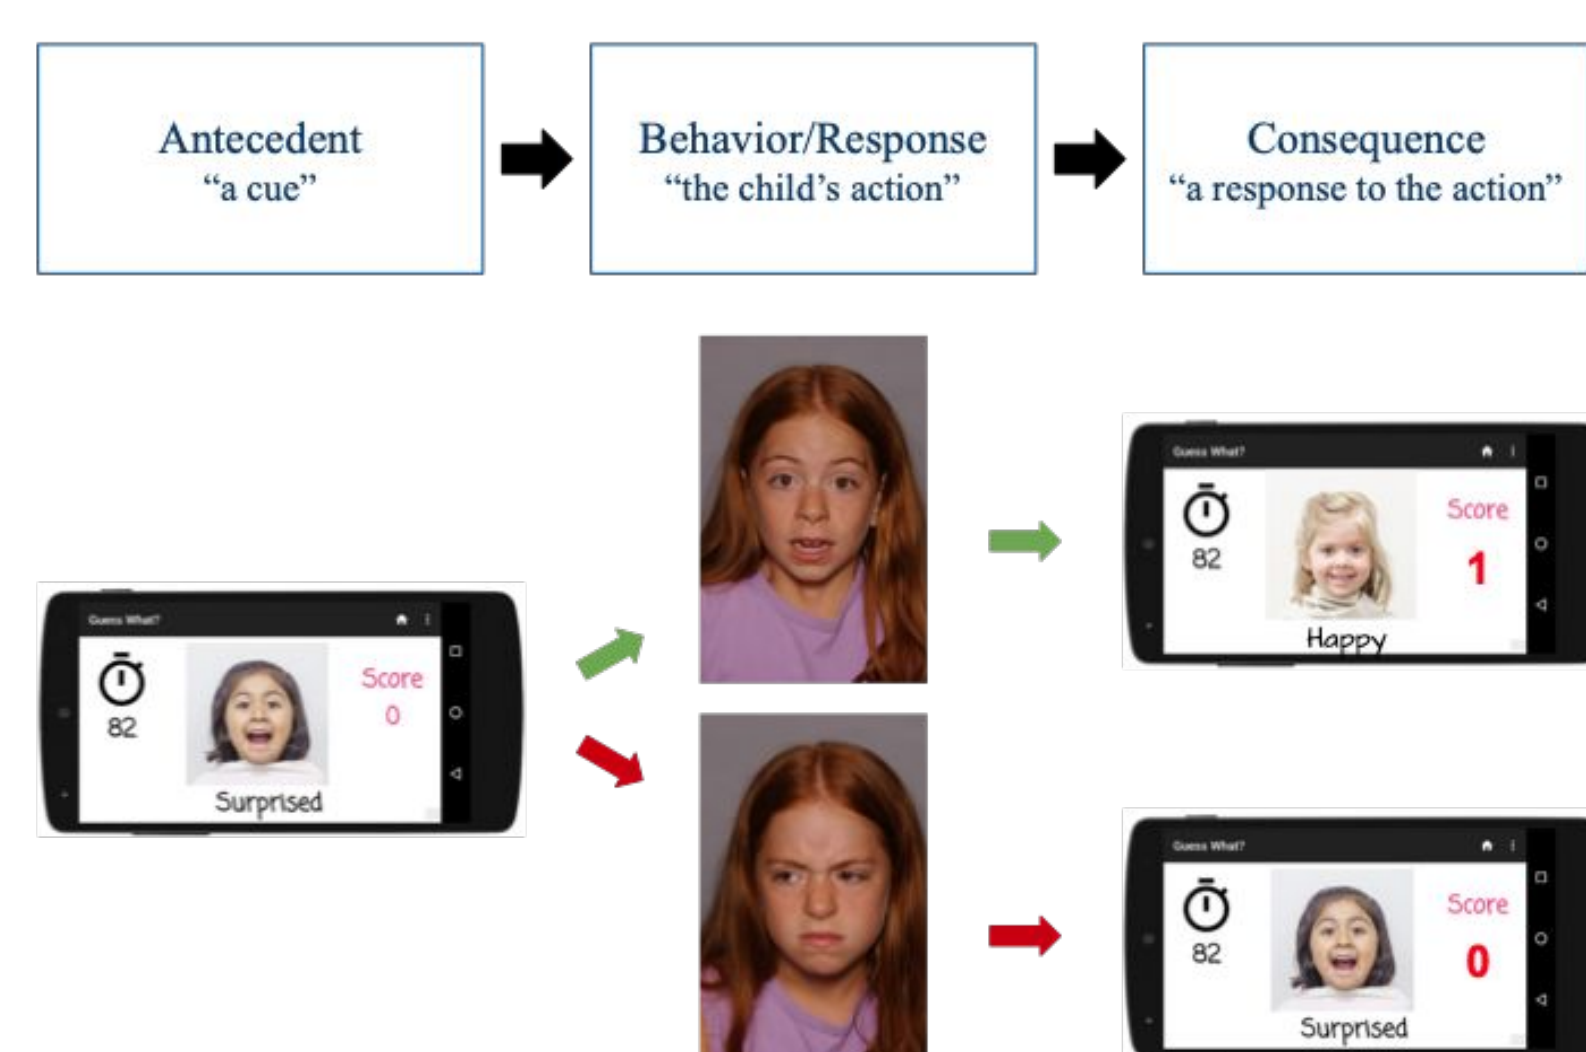 Antecedent
“a cue”
Behavior/Response
“the child’s action”
Consequence
“a response to the action”
Guess What?
82
Score
1
Happy
Guess What?
82
Score
0
Surprised
Guess What?
82
Score
0
Surprised